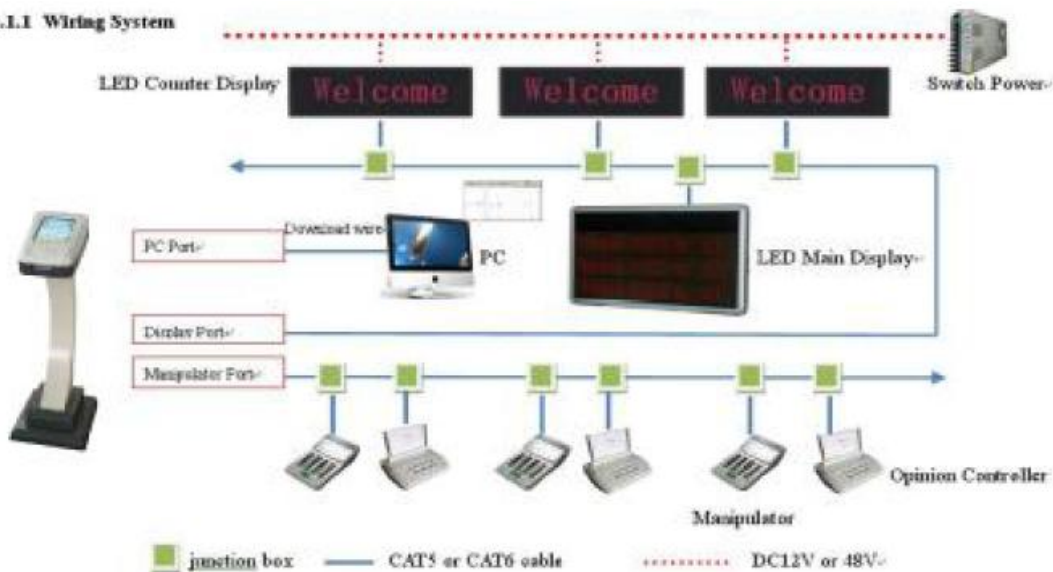 .1.1 Wiring System
LED Counter Display
Welcome
Welcome
Welcome
Switch Power
Download wire
PC Port
PC
LED Main Display
Display Port
Manipulator Port
Opinion Controller
Manipulator
junction box
CAT5 or CAT6 cable
DC12V or 48V